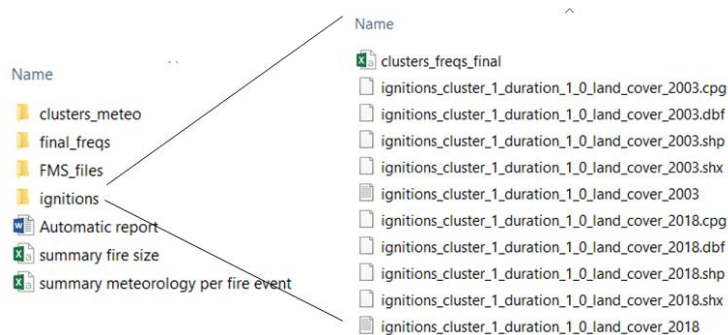 Name
clusters_meteo
final_freqs
FMS_files
ignitions
Automatic report
summary fire size
summary meteorology per fire event
Name
clusters_freqs_final
ignitions_cluster_1_duration_1_0_land_cover_2003.cpg
ignitions_cluster_1_duration_1_0_land_cover_2003.dbf
ignitions_cluster_1_duration_1_0_land_cover_2003.shp
ignitions_cluster_1_duration_1_0_land_cover_2003.shx
ignitions_cluster_1_duration_1_0_land_cover_2003
ignitions_cluster_1_duration_1_0_land_cover_2018.cpg
ignitions_cluster_1_duration_1_0_land_cover_2018.dbf
ignitions_cluster_1_duration_1_0_land_cover_2018.shp
ignitions_cluster_1_duration_1_0_land_cover_2018.shx
ignitions_cluster_1_duration_1_0_land_cover_2018